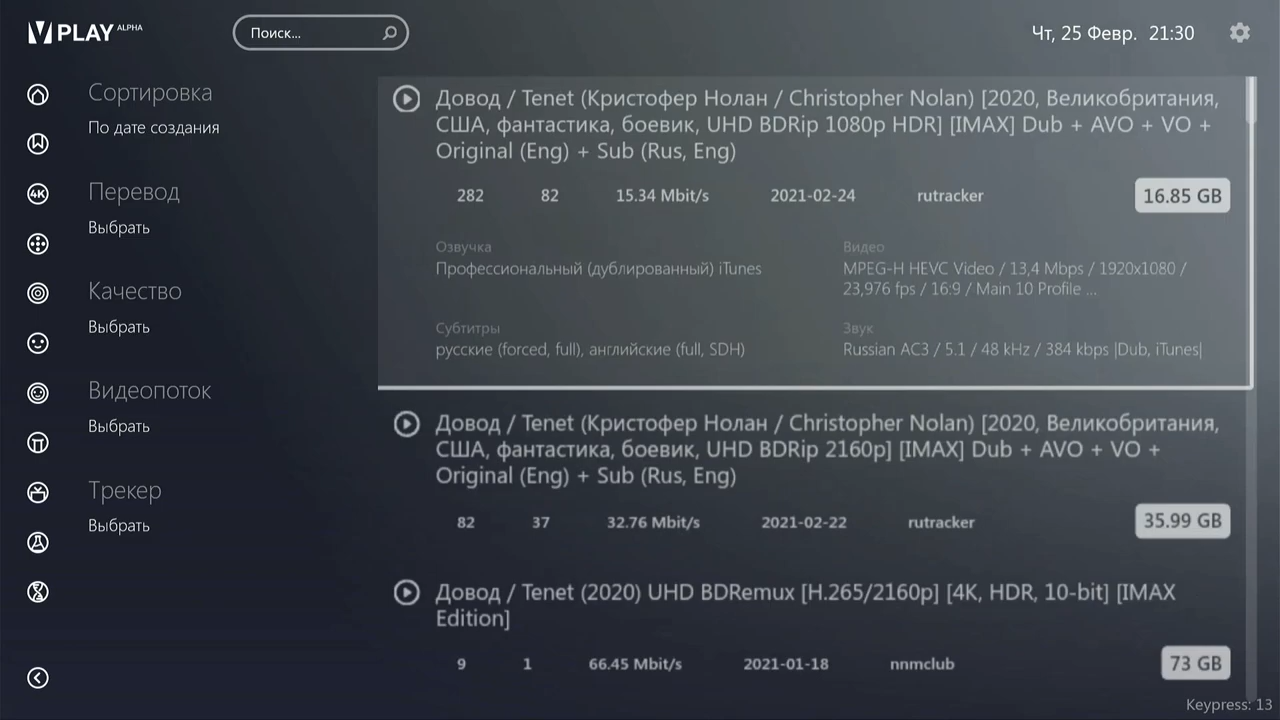 V PLAY ALPHA
Поиск...
Чт, 25 Февр. 21:30
Сортировка
По дате создания
4K
Перевод
Выбрать
Качество
Выбрать
Видеопоток
Выбрать
Трекер
Выбрать
Довод / Tenet (Кристофер Нолан / Christopher Nolan) [2020, Великобритания,
США, фантастика, боевик, UHD BDRip 1080p HDR] [IMAX] Dub + AVO + VO +
Original (Eng) + Sub (Rus, Eng)
282 82 15.34 Mbit/s 2021-02-24 rutracker 16.85 GB
Озвучка
Профессиональный (дублированный) iTunes
Видео
MPEG-H HEVC Video / 13,4 Mbps / 1920x1080 /
23,976 fps / 16:9 / Main 10 Profile ...
Субтитры
русские (forced, full), английские (full, SDH)
Звук
Russian AC3 / 5.1 / 48 kHz / 384 kbps |Dub, iTunes|
Довод / Tenet (Кристофер Нолан / Christopher Nolan) [2020, Великобритания,
США, фантастика, боевик, UHD BDRip 2160p] [IMAX] Dub + AVO + VO +
Original (Eng) + Sub (Rus, Eng)
82 37 32.76 Mbit/s 2021-02-22 rutracker 35.99 GB
Довод / Tenet (2020) UHD BDRemux [H.265/2160p] [4K, HDR, 10-bit] [IMAX
Edition]
9 1 66.45 Mbit/s 2021-01-18 nnmclub 73 GB
Keypress: 13